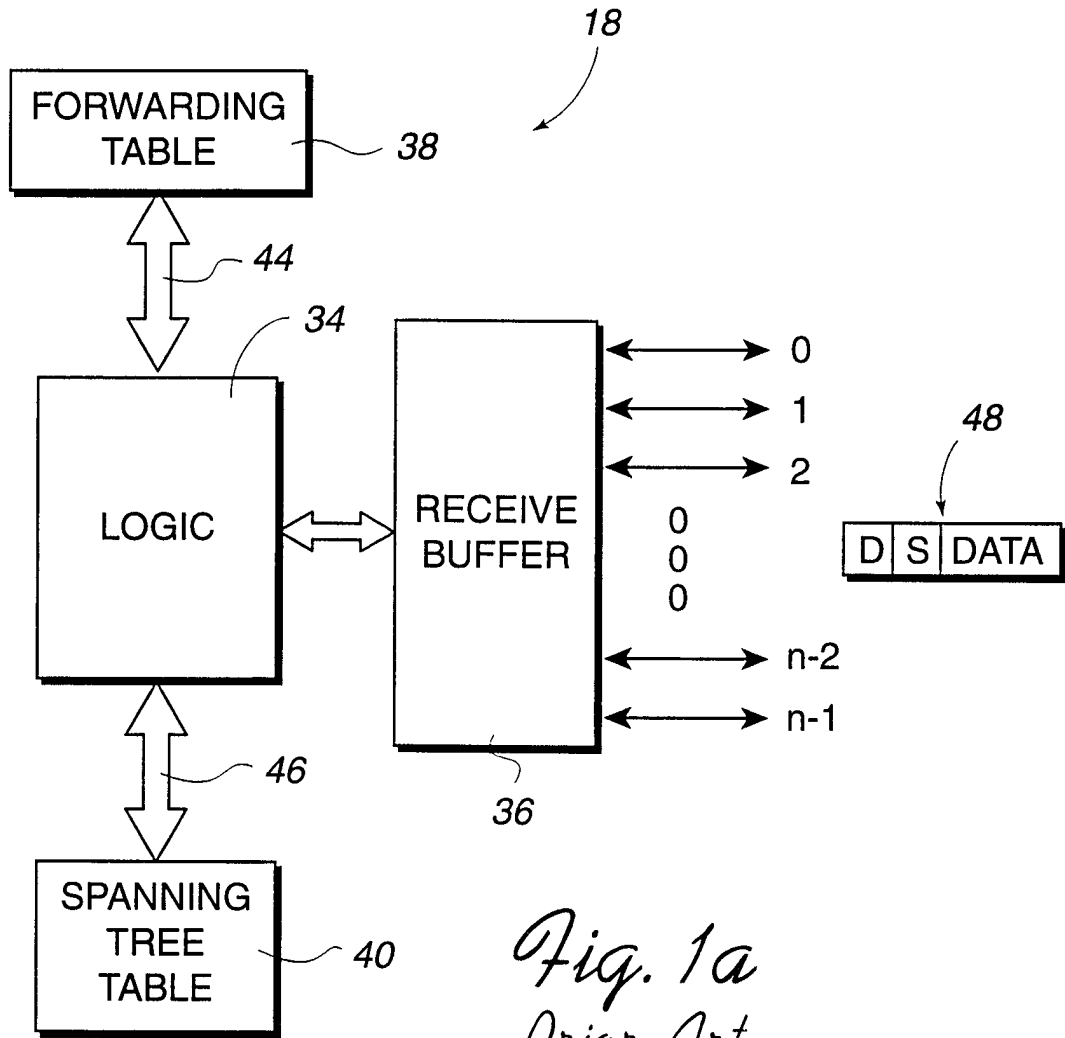 18
FORWARDING
TABLE
38
44
34
0
1
2
48
LOGIC
RECEIVE
BUFFER
0
0
0
D S DATA
n-2
n-1
46
36
SPANNING
TREE
TABLE
40
Fig. 1a
Prior Art